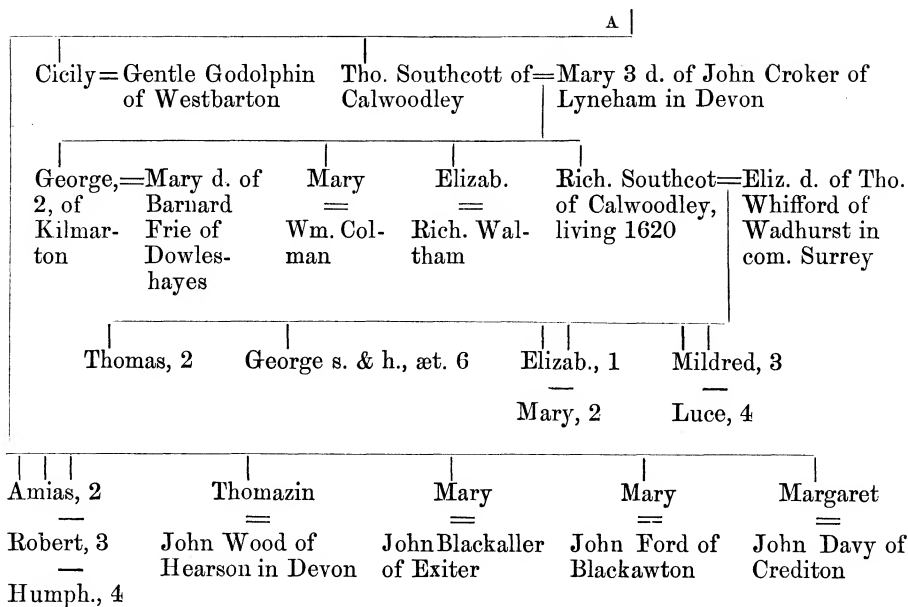 A
Cicily = Gentle Godolphin
of Westbarton
Tho. Southcott of
Calwoodley
= Mary 3 d. of John Croker of
Lyneham in Devon
George,
2, of
Kilmar-
ton
= Mary d. of
Barnard
Frie of
Dowles-
hayes
Mary
=
Wm. Col-
man
Elizab.
=
Rich. Wal-
tham
Rich. Southcot
of Calwoodley,
living 1620
= Eliz. d. of Tho.
Whifford of
Wadhurst in
com. Surrey
Thomas, 2
George s. & h., æt. 6
Elizab., 1
—
Mary, 2
Mildred, 3
—
Luce, 4
Amias, 2
—
Robert, 3
—
Humph., 4
Thomazin
=
John Wood of
Hearson in Devon
Mary
=
John Blackaller
of Exiter
Mary
=
John Ford of
Blackawton
Margaret
=
John Davy of
Crediton